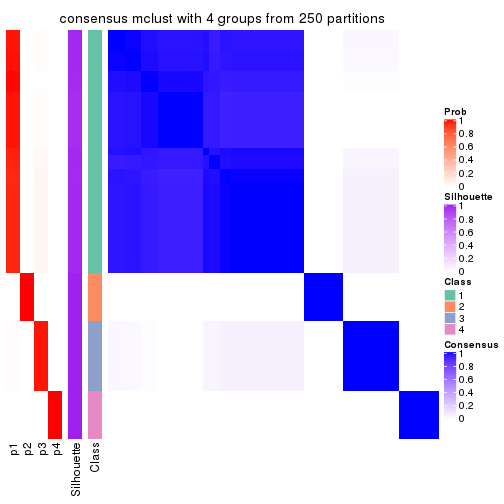 consensus mclust with 4 groups from 250 partitions
Prob
1
0.8
0.6
0.4
0.2
0
Silhouette
1
0.8
0.6
0.4
0.2
0
Class
1
2
3
4
Consensus
1
0.8
0.6
0.4
0.2
0
p1
p2
p3
p4
Silhouette
Class